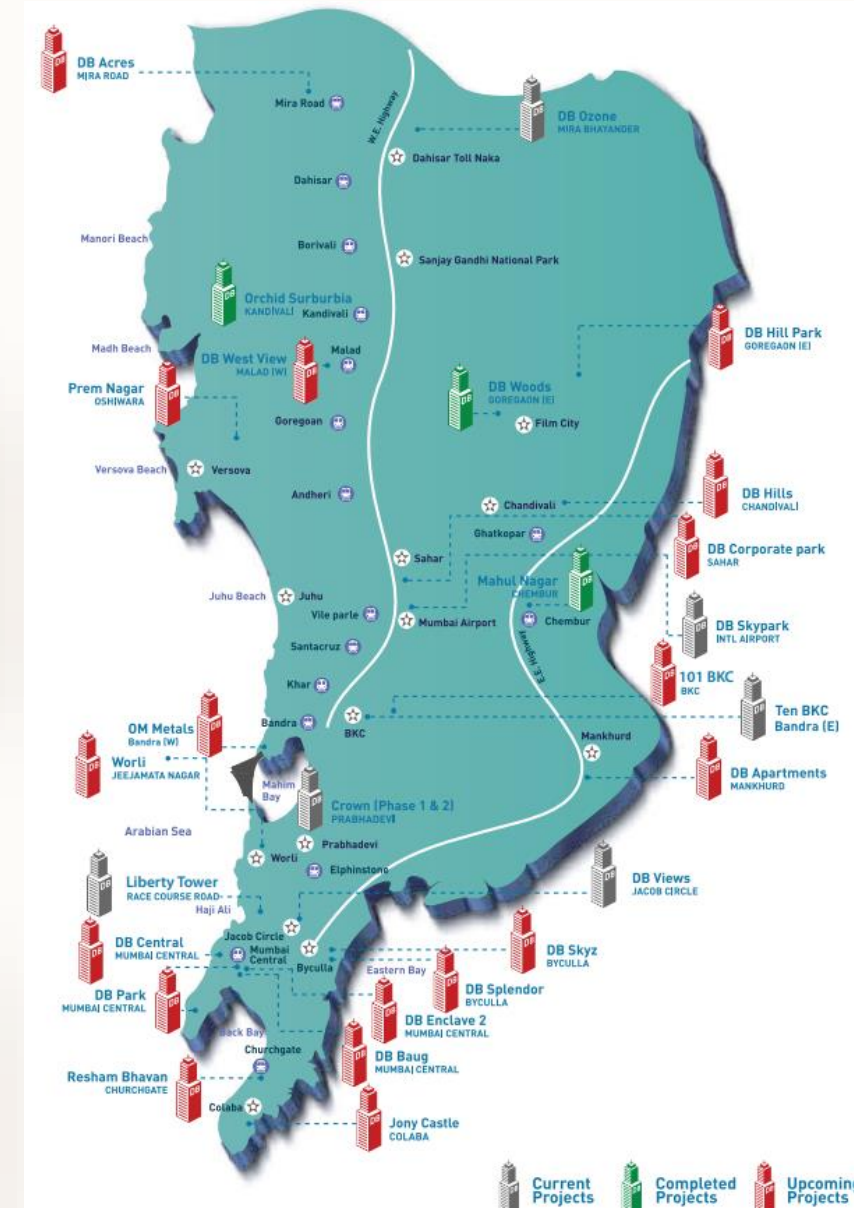 DB Acres
MIRA ROAD
Mira Road
W.E. Highway
DB Ozone
MIRA BHAYANDER
Dahisar Toll Naka
Dahisar
Manori Beach
Borivali
Sanjay Gandhi National Park
Orchid Surburbia
KANDIVALI
Kandivali
DB Hill Park
GOREGAON (E)
Madh Beach
DB West View
MALAD (W)
Malad
Prem Nagar
OSHIWARA
DB Woods
GOREGAON (E)
Goregoan
Film City
Versova Beach
Versova
Andheri
DB Hills
CHANDIVALI
Chandivali
Ghatkopar
DB Corporate park
SAHAR
Sahar
Mahul Nagar
CHEMBUR
Juhu Beach
Juhu
Vile parle
Mumbai Airport
Chembur
DB Skypark
INTL AIRPORT
Santacruz
E.E. Highway
Khar
101 BKC
BKC
Ten BKC
Bandra (E)
OM Metals
Bandra (W)
Bandra
BKC
Mankhurd
Worli
JEEJAMATA NAGAR
DB Apartments
MANKHURD
Mahim
Bay
Crown (Phase 1 & 2)
PRABHADEVI
Arabian Sea
Prabhadevi
Worli
Elphinstone
Liberty Tower
RACE COURSE ROAD
DB Views
JACOB CIRCLE
Haji Ali
Jacob Circle
DB Central
MUMBAI CENTRAL
Mumbai
Central
Byculla
DB Skyz
BYCULLA
Eastern Bay
DB Splendor
BYCULLA
DB Park
MUMBAI CENTRAL
DB Enclave 2
MUMBAI CENTRAL
Back Bay
Churchgate
DB Baug
MUMBAI CENTRAL
Resham Bhavan
CHURCHGATE
Colaba
Jony Castle
COLABA
Current
Projects
Completed
Projects
Upcoming
Projects